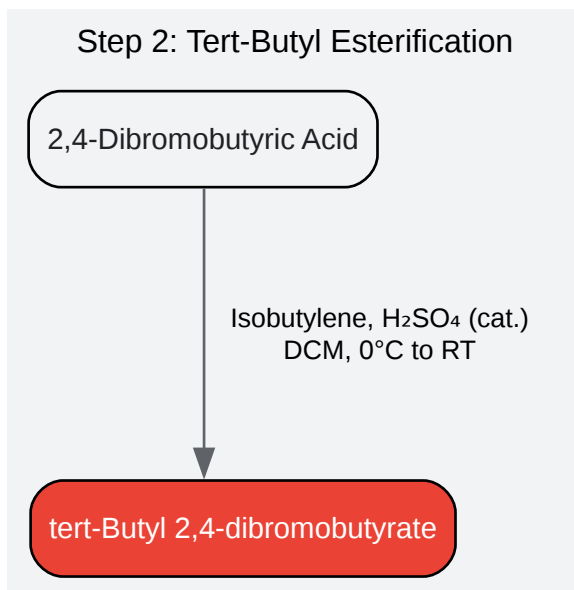 Step 2: Tert-Butyl Esterification
2,4-Dibromobutyric Acid
Isobutylene, H₂SO₄ (cat.)
DCM, 0°C to RT
tert-Butyl 2,4-dibromobutyrate